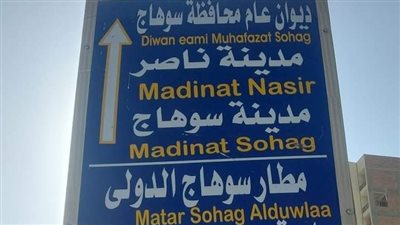 ديوان عام محافظة سوهاج
Diwan eami Muhafazat Sohag
مدينة ناصر
Madinat Nasir
مدينة سوهاج
Madinat Sohag
مطار سوهاج الدولى
Matar Sohag Alduwlaa